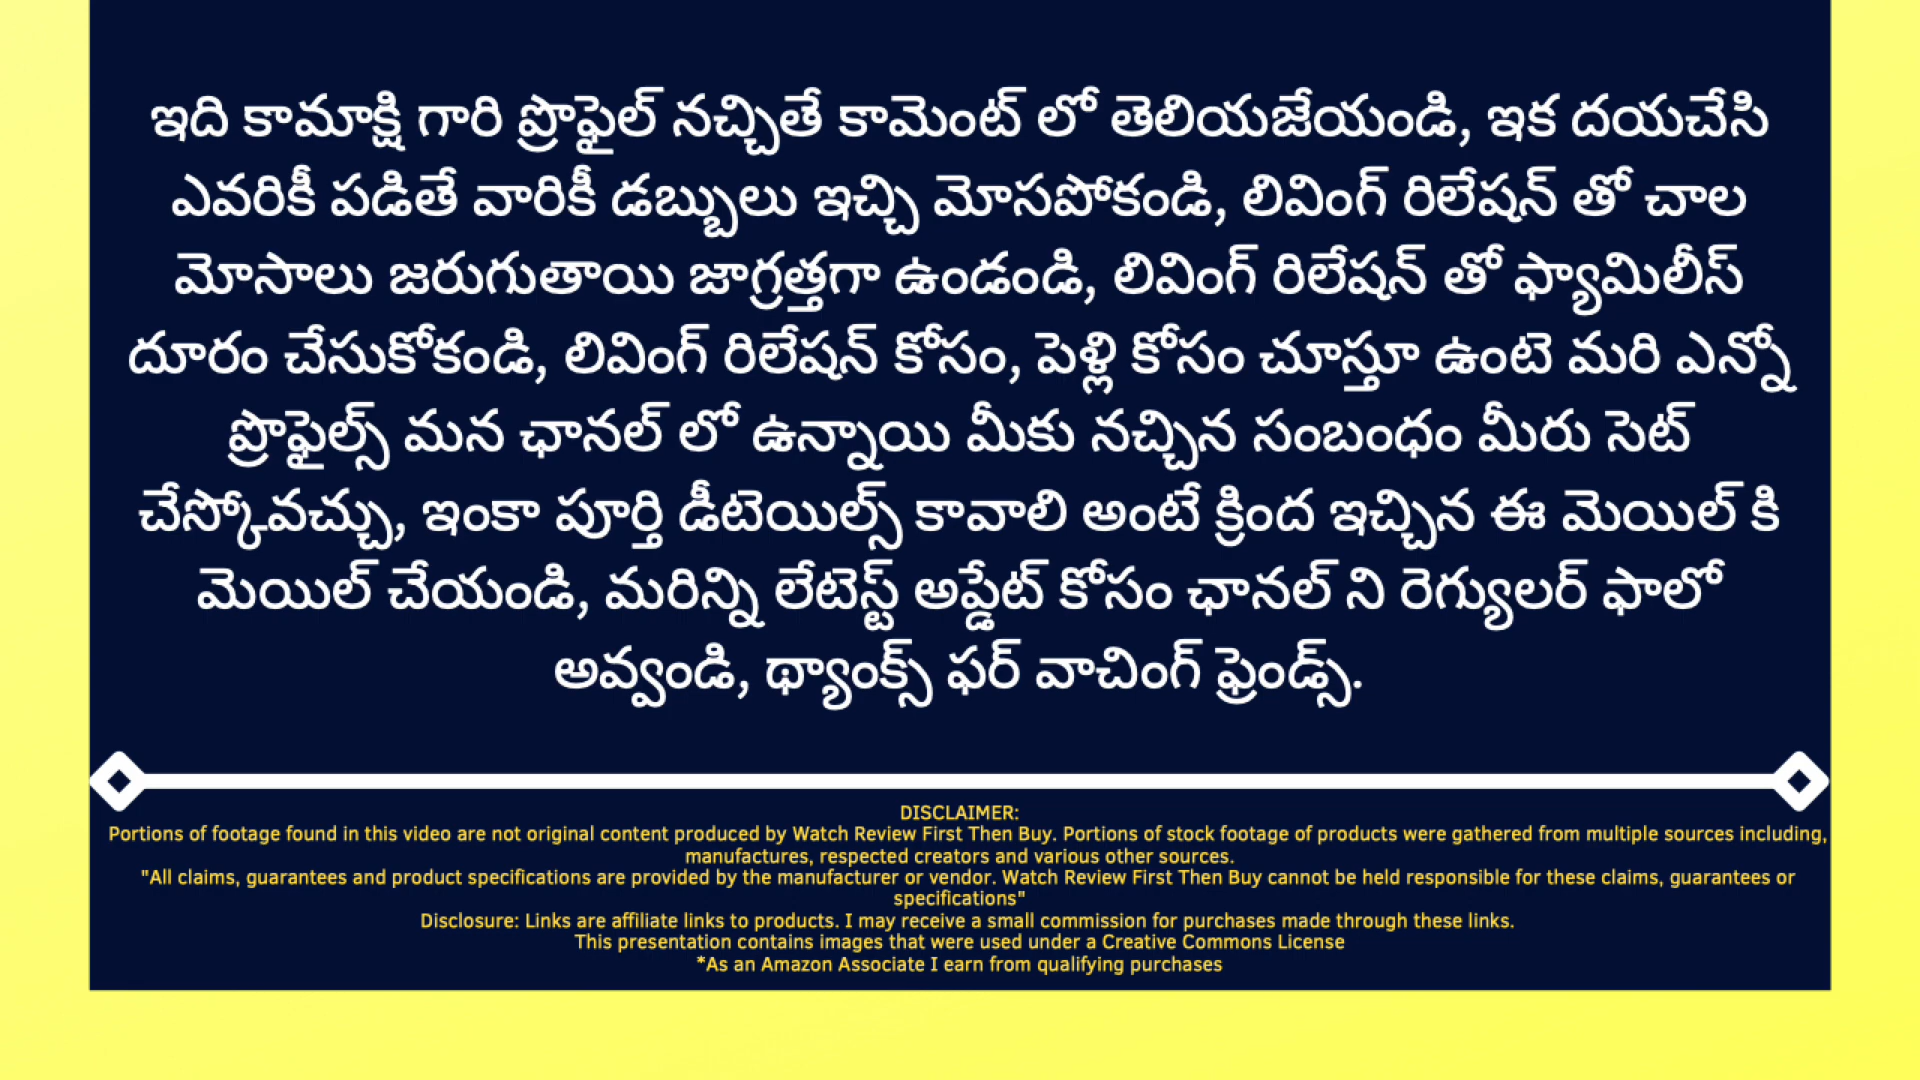 ఇది కామాక్షి గారి ప్రొఫైల్ నచ్చితే కామెంట్ లో తెలియజేయండి, ఇక దయచేసి
ఎవరికీ పడితే వారికీ డబ్బులు ఇచ్చి మోసపోకండి, లివింగ్ రిలేషన్ తో చాల
మోసాలు జరుగుతాయి జాగ్రత్తగా ఉండండి, లివింగ్ రిలేషన్ తో ఫ్యామిలీస్
దూరం చేసుకోకండి, లివింగ్ రిలేషన్ కోసం, పెళ్లి కోసం చూస్తూ ఉంటె మరి ఎన్నో
ప్రొఫైల్స్ మన ఛానల్ లో ఉన్నాయి మీకు నచ్చిన సంబంధం మీరు సెట్
చేస్కోవచ్చు, ఇంకా పూర్తి డీటెయిల్స్ కావాలి అంటే క్రింద ఇచ్చిన ఈ మెయిల్ కి
మెయిల్ చేయండి, మరిన్ని లేటెస్ట్ అప్డేట్ కోసం ఛానల్ ని రెగ్యులర్ ఫాలో
అవ్వండి, థ్యాంక్స్ ఫర్ వాచింగ్ ఫ్రెండ్స్.
DISCLAIMER:
Portions of footage found in this video are not original content produced by Watch Review First Then Buy. Portions of stock footage of products were gathered from multiple sources including,
manufactures, respected creators and various other sources.
"All claims, guarantees and product specifications are provided by the manufacturer or vendor. Watch Review First Then Buy cannot be held responsible for these claims, guarantees or
specifications"
Disclosure: Links are affiliate links to products. I may receive a small commission for purchases made through these links.
This presentation contains images that were used under a Creative Commons License
*As an Amazon Associate I earn from qualifying purchases